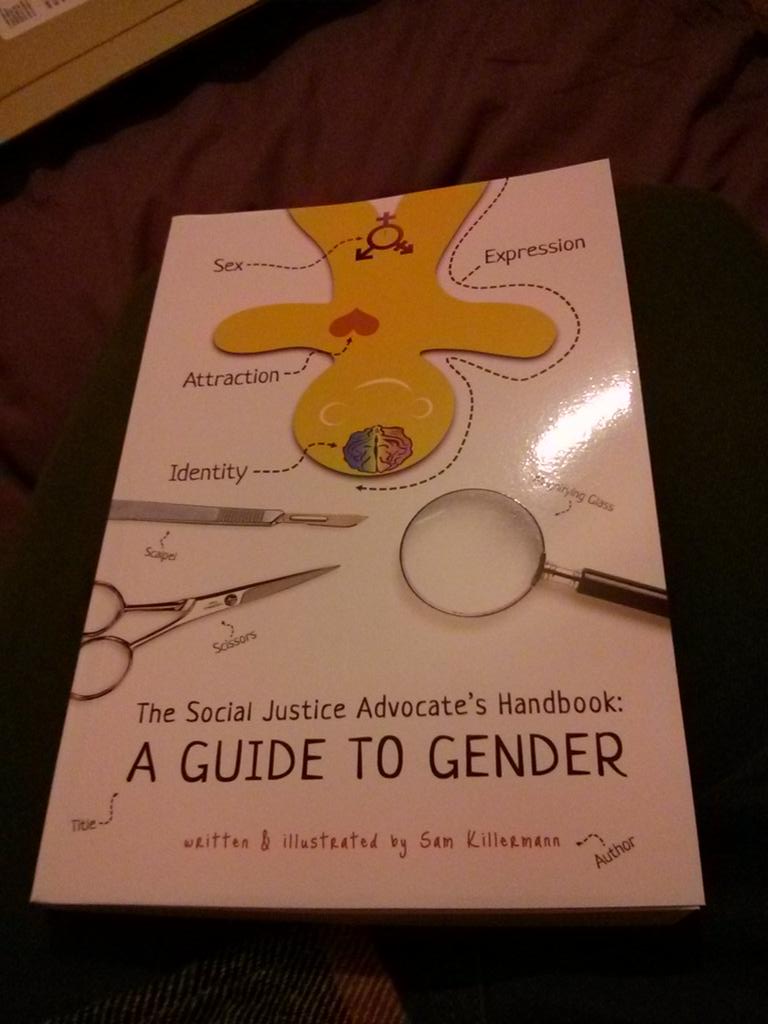 Sex
Expression
Attraction
Identity
Glass
Scalpel
Scissors
The Social Justice Advocate's Handbook:
A GUIDE TO GENDER
Title
written & illustrated by Sam Killermann
Author